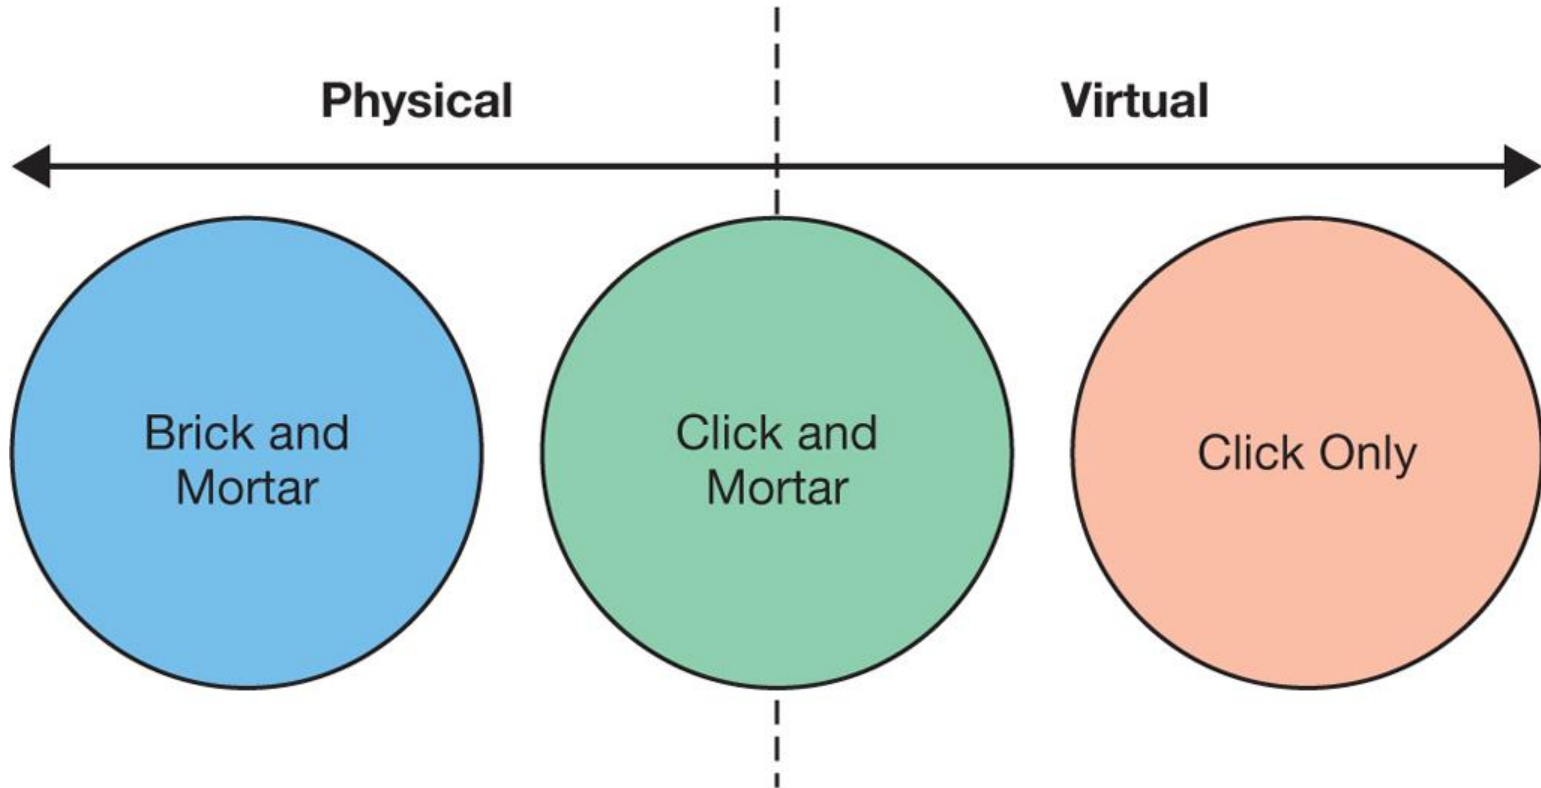 Physical
Virtual
Brick and
Mortar
Click and
Mortar
Click Only